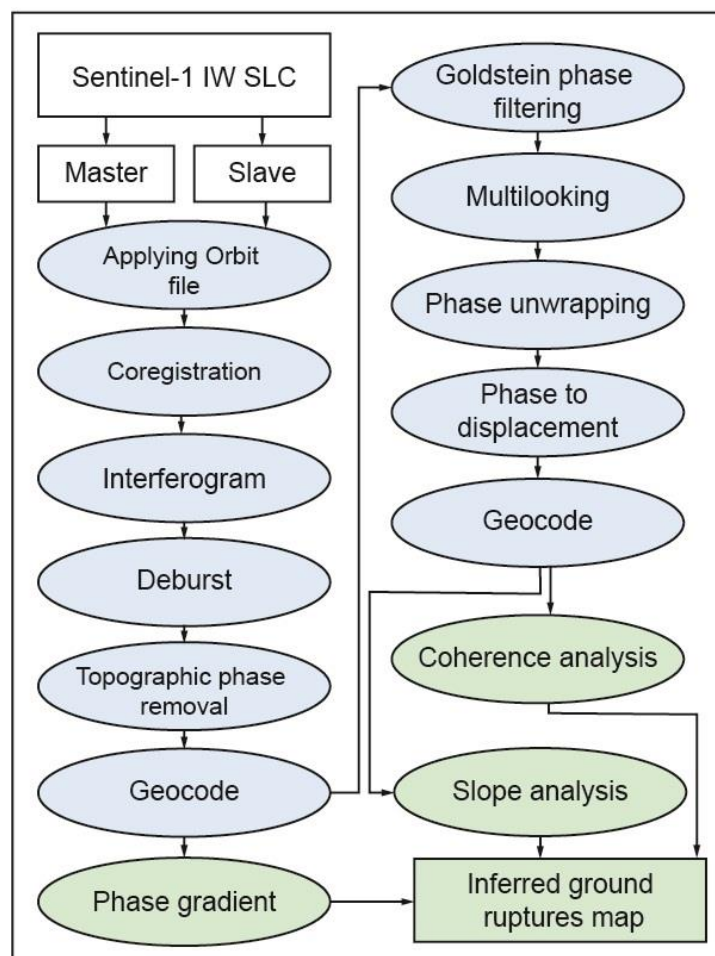 Sentinel-1 IW SLC
Master
Slave
Applying Orbit
file
Coregistration
Interferogram
Deburst
Topographic phase
removal
Geocode
Phase gradient
Goldstein phase
filtering
Multilooking
Phase unwrapping
Phase to
displacement
Geocode
Coherence analysis
Slope analysis
Inferred ground
ruptures map